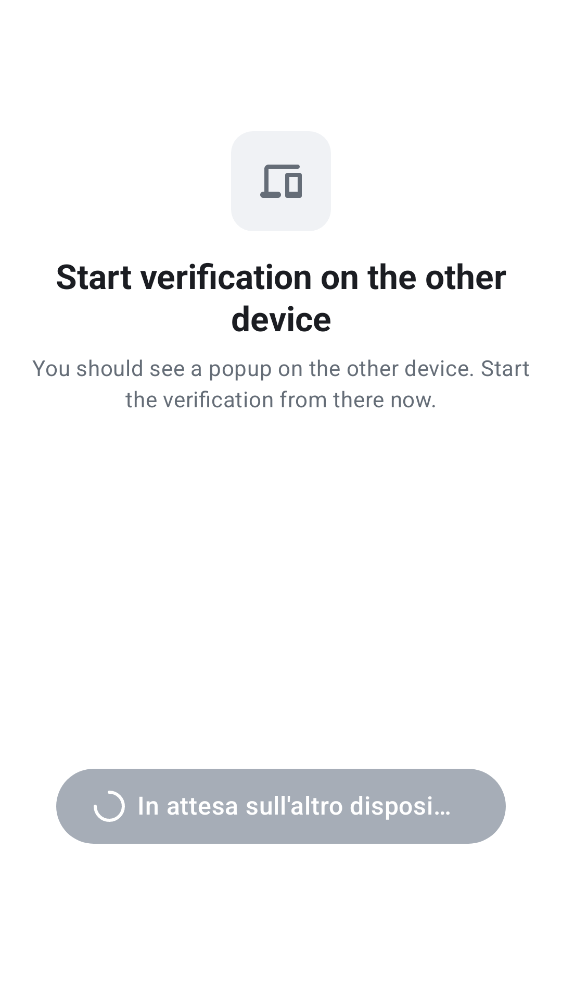 Start verification on the other
device
You should see a popup on the other device. Start
the verification from there now.
In attesa sull'altro disposi…